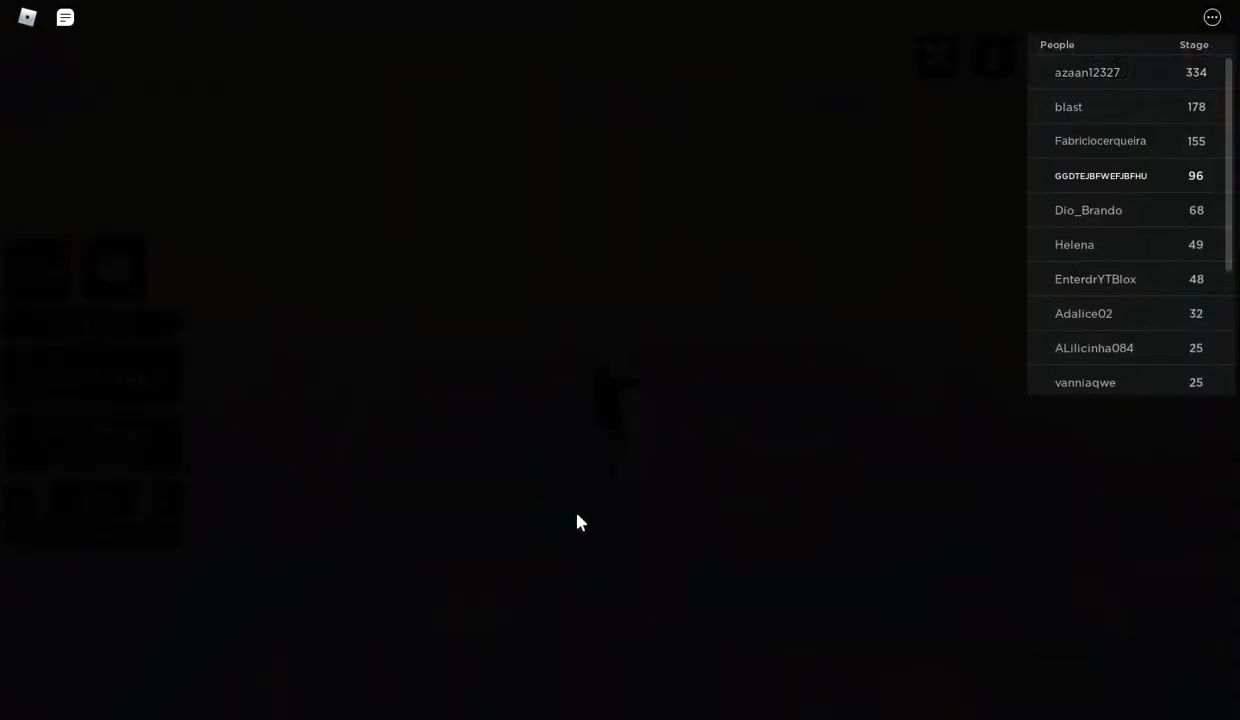 People Stage
azaan12327 334
blast 178
Fabriciocerqueira 155
GGDTEJBFWEFJBFHU 96
Dio_Brando 68
Helena 49
EnterdrYTBlox 48
Adalice02 32
ALilicinha084 25
vanniaqwe 25